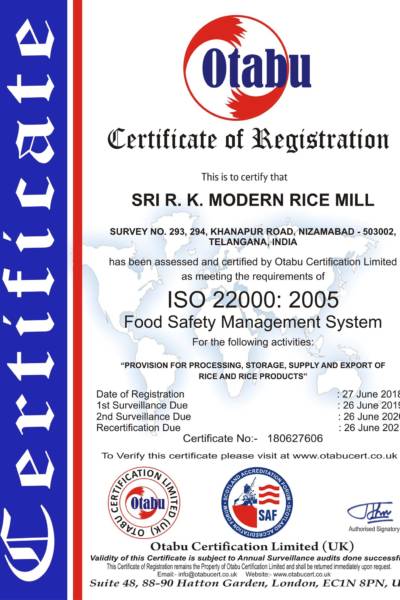 Certificate
Otabu
Certificate of Registration
This is to certify that
SRI R. K. MODERN RICE MILL
SURVEY NO. 293, 294, KHANAPUR ROAD, NIZAMABAD - 503002,
TELANGANA, INDIA
has been assessed and certified by Otabu Certification Limited
as meeting the requirements of
ISO 22000: 2005
Food Safety Management System
For the following activities:
“PROVISION FOR PROCESSING, STORAGE, SUPPLY AND EXPORT OF
RICE AND RICE PRODUCTS”
Date of Registration : 27 June 2018
1st Surveillance Due : 26 June 2019
2nd Surveillance Due : 26 June 2020
Recertification Due : 26 June 202
Certificate No:- 180627606
To Verify this certificate please visit at www.otabucert.co.uk
OTABU CERTIFICATION LIMITED (UK)
Otabu
SCOTLAND ACCREDITATION FORUM
SAF
Authorised Signatory
Otabu Certification Limited (UK)
Validity of this Certificate is subject to Annual Surveillance audits done successf
This Certificate of Registration remains the Property of Otabu Certification Limited and shall be returned immediately upon request.
Email:- info@otabucert.co.uk Website:- www.otabucert.co.uk
Suite 48, 88-90 Hatton Garden, London, EC1N 8PN, U